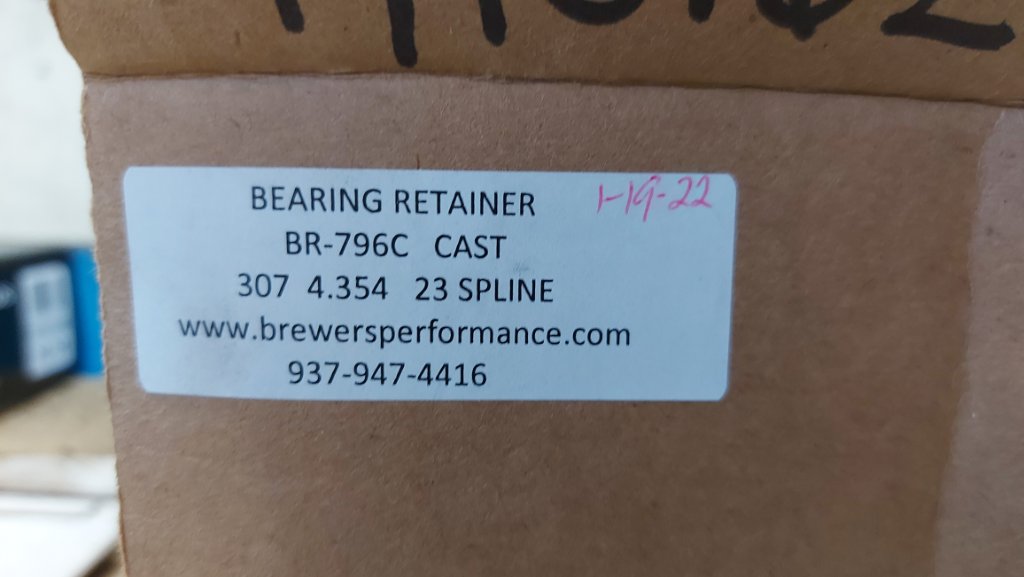 BEARING RETAINER 1-19-22
BR-796C CAST
307 4.354 23 SPLINE
www.brewersperformance.com
937-947-4416